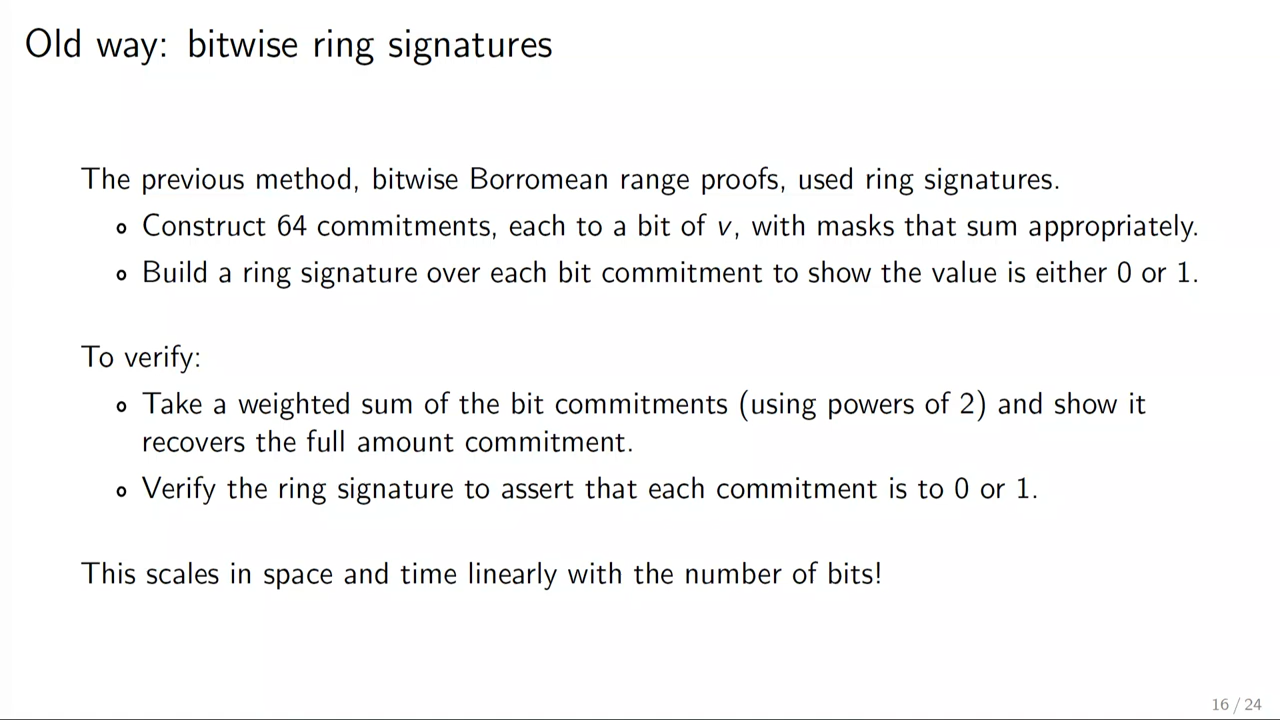 Old way: bitwise ring signatures
The previous method, bitwise Borromean range proofs, used ring signatures.
Construct 64 commitments, each to a bit of v, with masks that sum appropriately.
Build a ring signature over each bit commitment to show the value is either 0 or 1.
To verify:
Take a weighted sum of the bit commitments (using powers of 2) and show it
recovers the full amount commitment.
Verify the ring signature to assert that each commitment is to 0 or 1.
This scales in space and time linearly with the number of bits!
16 / 24